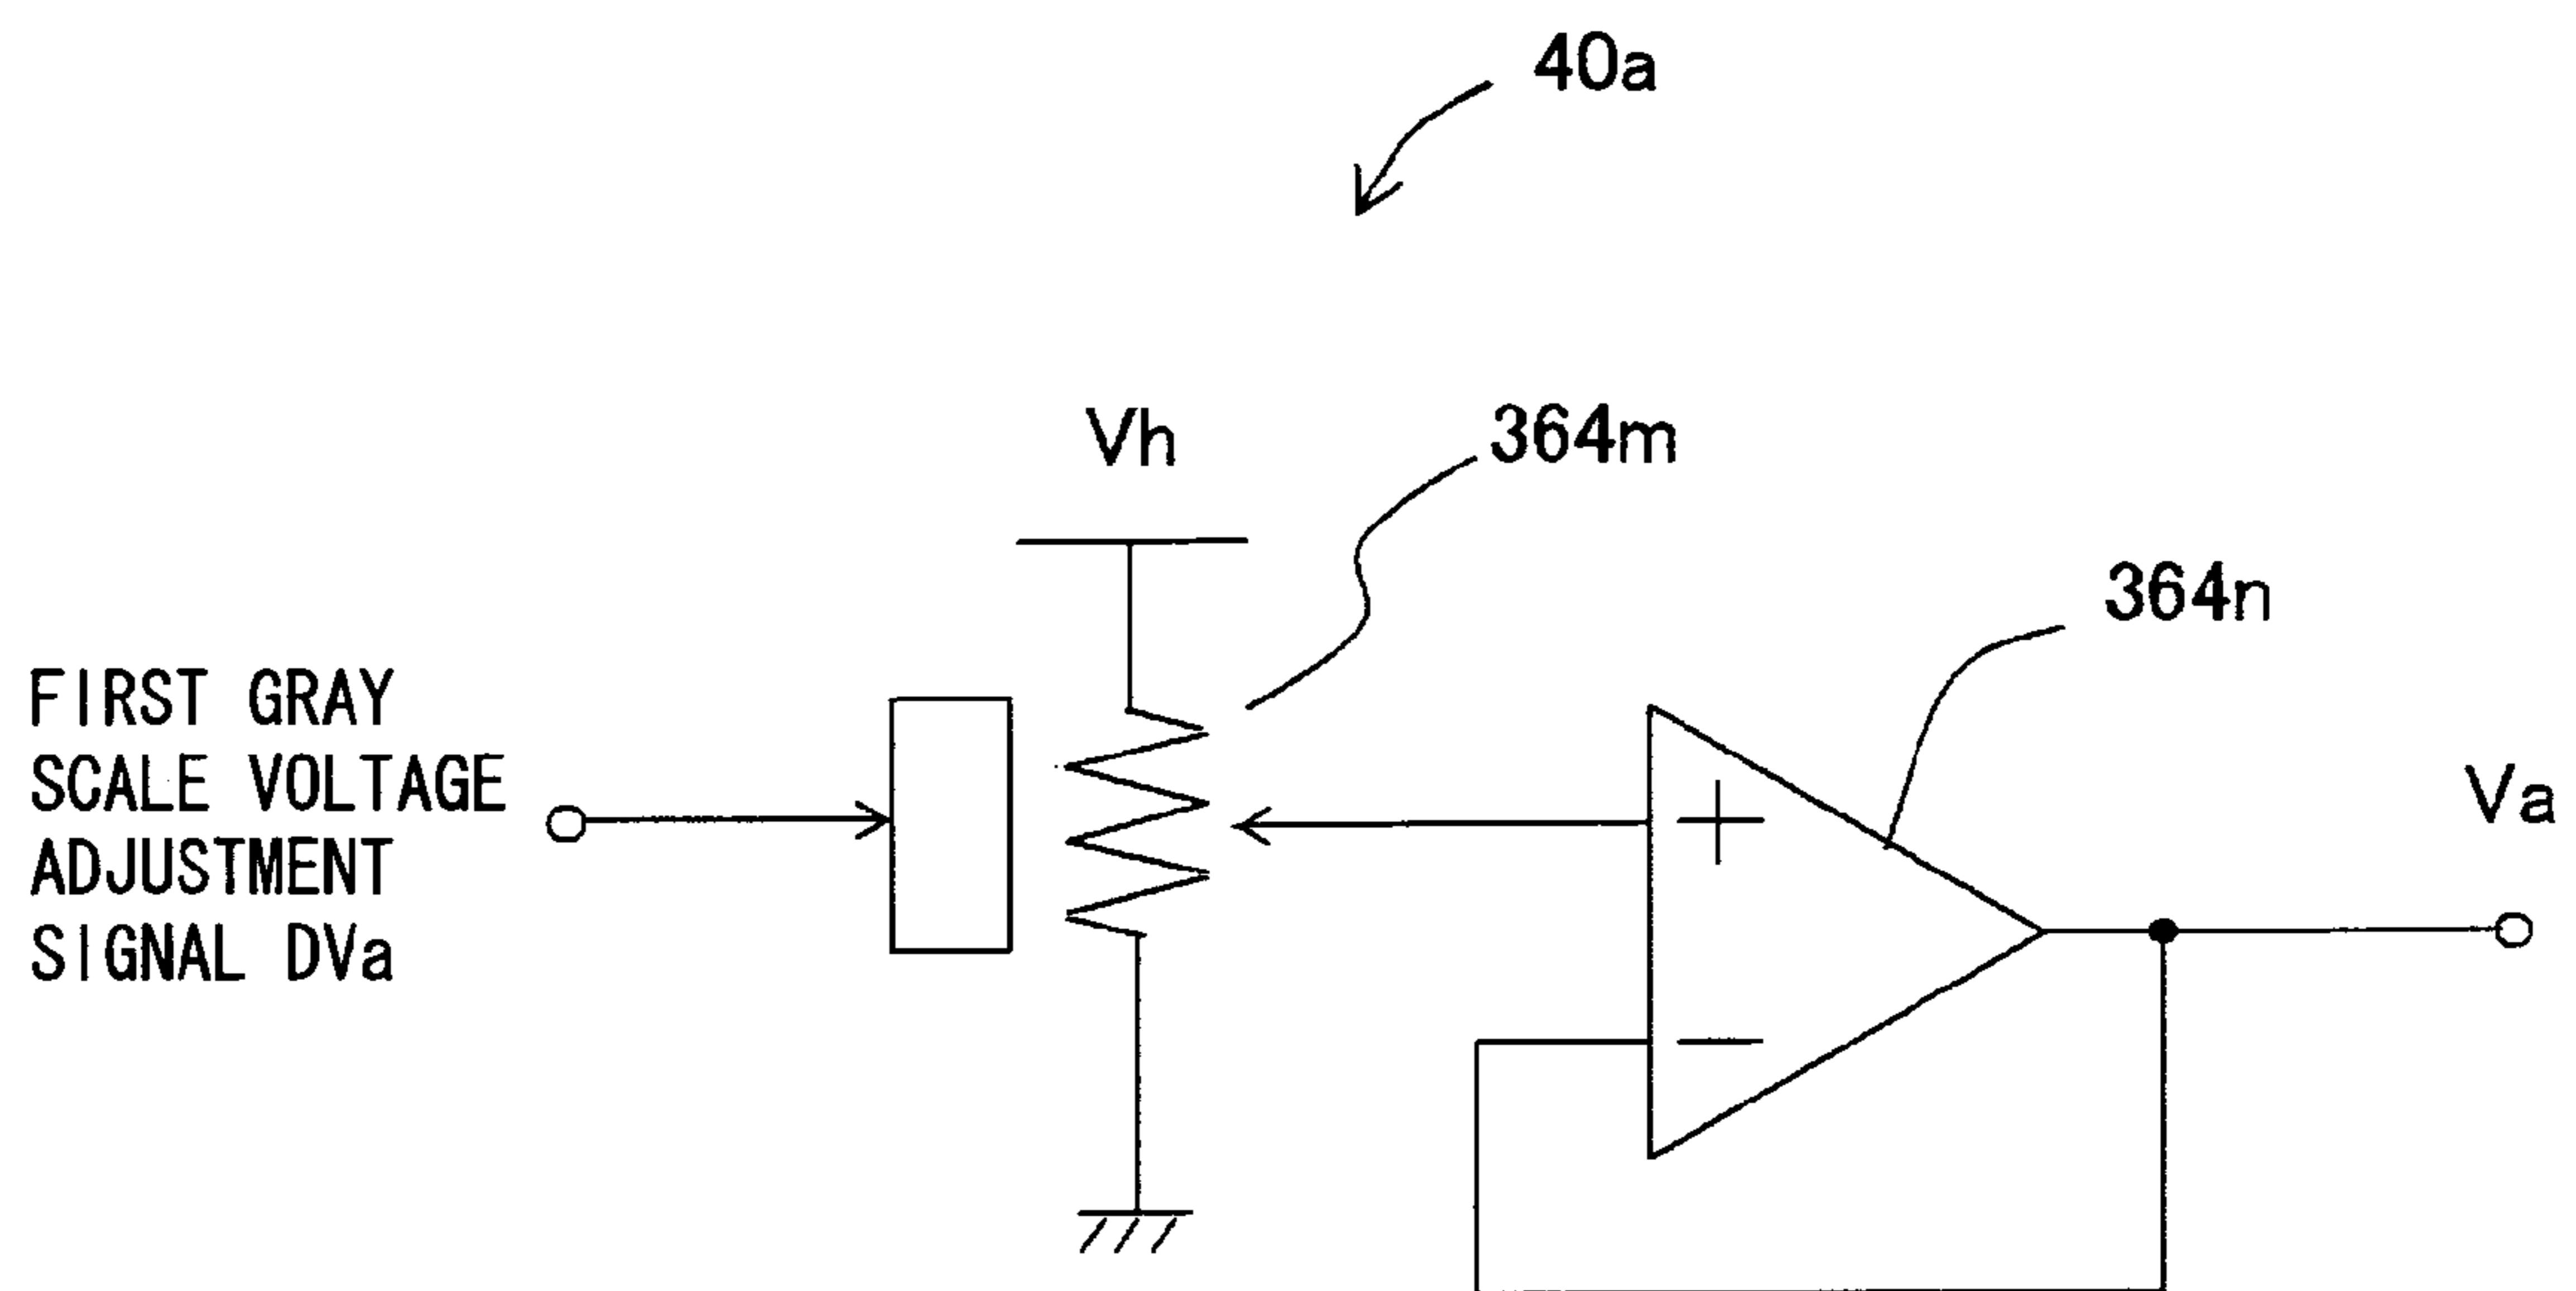 40a
Vh
364m
364n
FIRST GRAY
SCALE VOLTAGE
ADJUSTMENT
SIGNAL DVa
+
−
Va